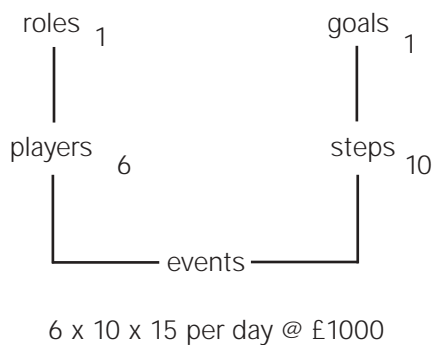 roles 1
goals 1
players 6
steps 10
events
6 x 10 x 15 per day @ £1000